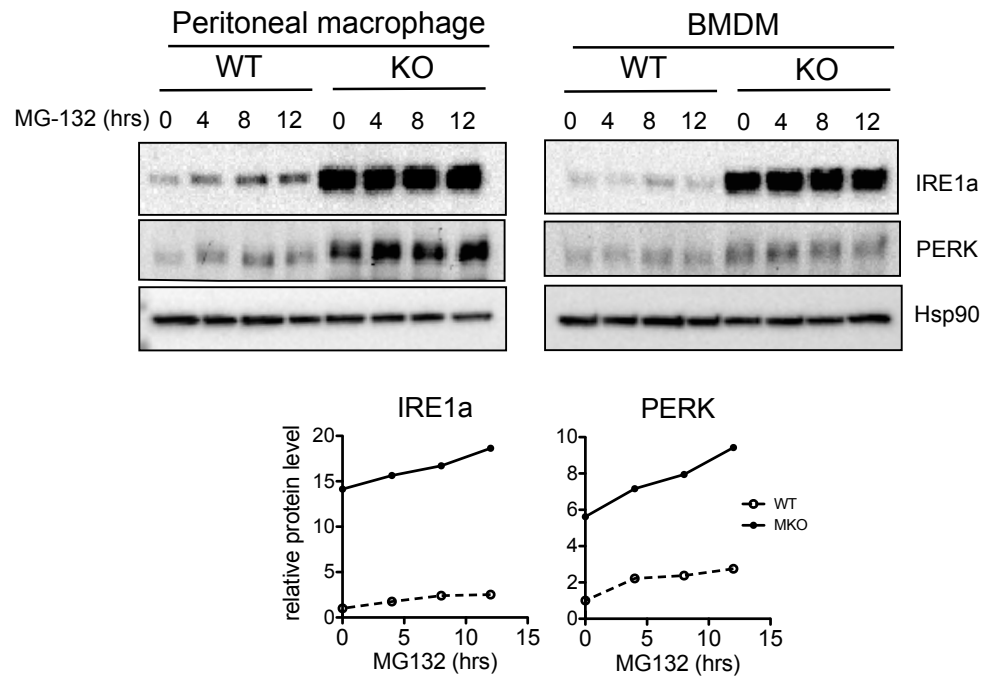 Peritoneal macrophage BMDM
WT KO WT KO
MG-132 (hrs) 0 4 8 12 0 4 8 12 0 4 8 12 0 4 8 12
IRE1a
PERK
Hsp90
IRE1a PERK
relative protein level
20
15
10
5
0
0 5 10 15
MG132 (hrs)
10
8
6
4
2
0
0 5 10 15
MG132 (hrs)
WT
MKO